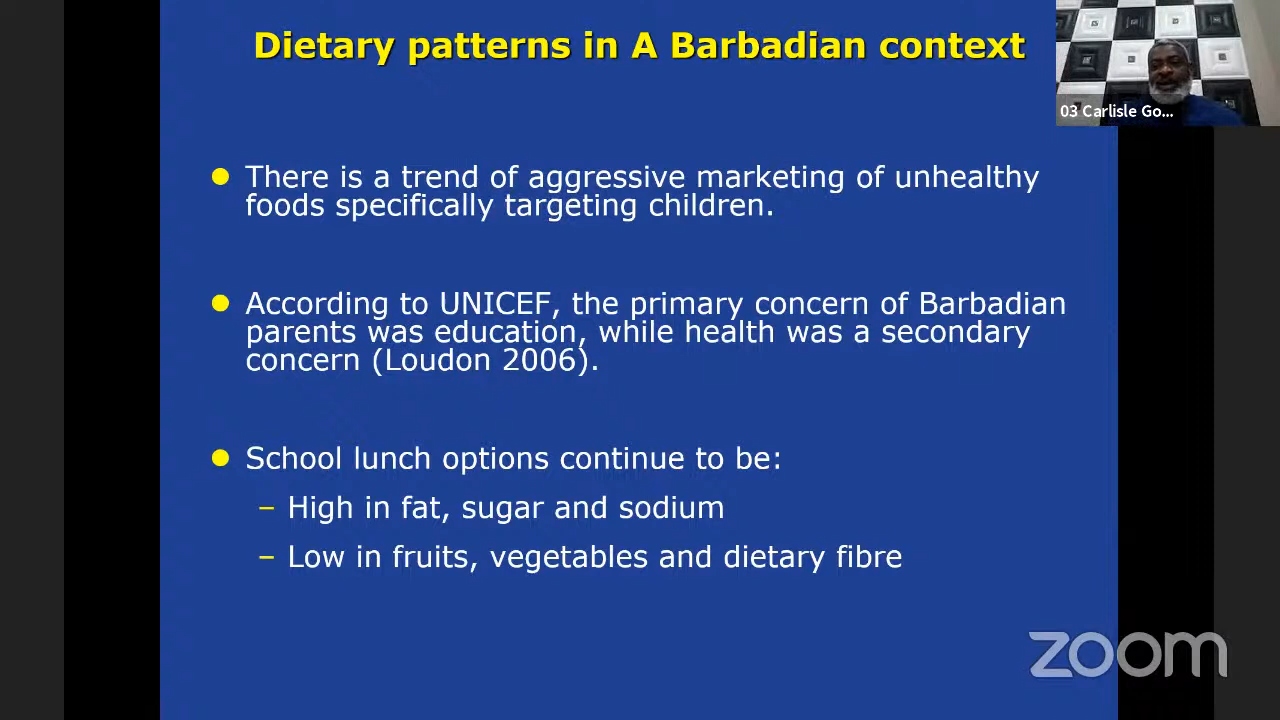 Dietary patterns in A Barbadian context
03 Carlisle Go...
There is a trend of aggressive marketing of unhealthy
foods specifically targeting children.
According to UNICEF, the primary concern of Barbadian
parents was education, while health was a secondary
concern (Loudon 2006).
School lunch options continue to be:
– High in fat, sugar and sodium
– Low in fruits, vegetables and dietary fibre
zoom